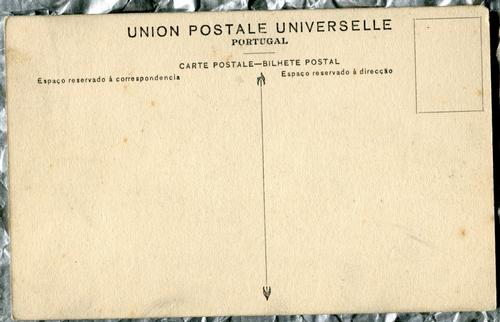 UNION POSTALE UNIVERSELLE
PORTUGAL
CARTE POSTALE—BILHETE POSTAL
Espaço reservado á correspondencia
Espaço reservado á direcção